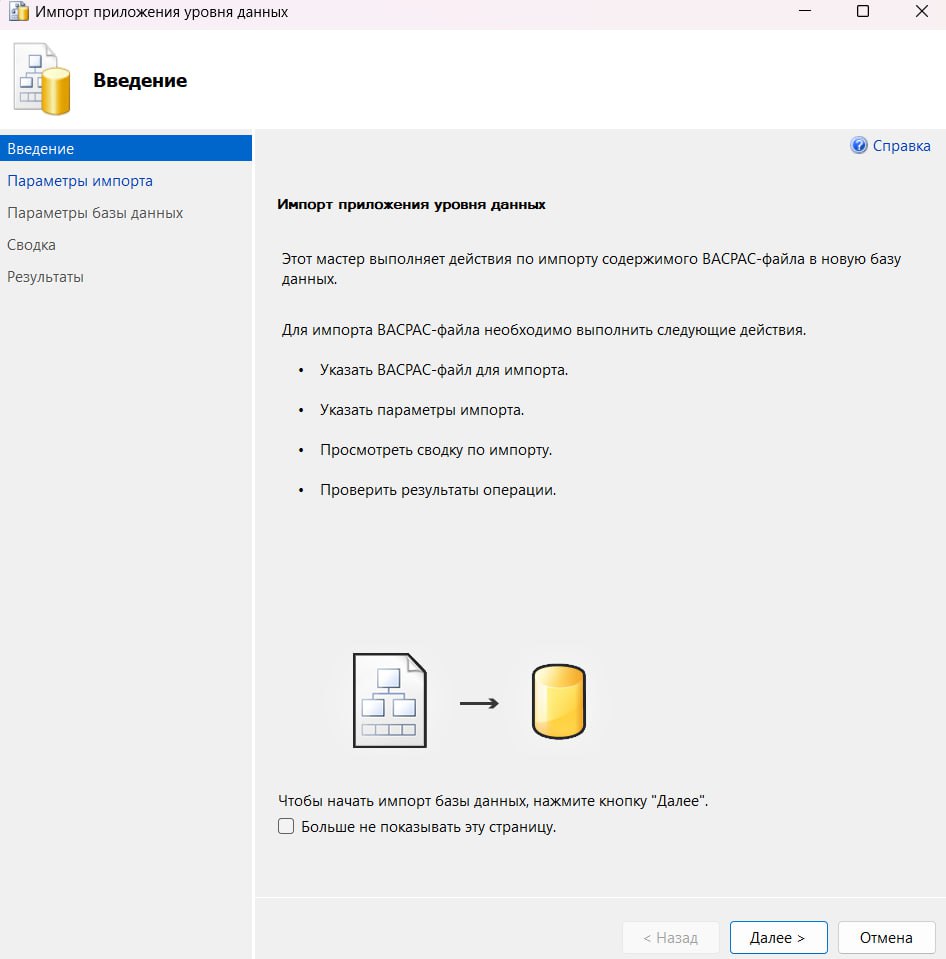 Импорт приложения уровня данных
Введение
Введение
Параметры импорта
Параметры базы данных
Сводка
Результаты
Справка
Импорт приложения уровня данных
Этот мастер выполняет действия по импорту содержимого BACPAC-файла в новую базу
данных.
Для импорта BACPAC-файла необходимо выполнить следующие действия.
• Указать BACPAC-файл для импорта.
• Указать параметры импорта.
• Просмотреть сводку по импорту.
• Проверить результаты операции.
Чтобы начать импорт базы данных, нажмите кнопку "Далее".
Больше не показывать эту страницу.
< Назад
Далее >
Отмена